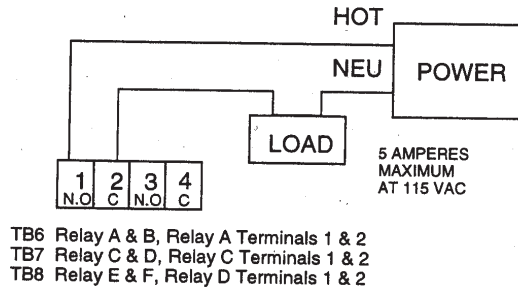 HOT
NEU
POWER
LOAD
5 AMPERES
MAXIMUM
AT 115 VAC
1 2 3 4
N.O C N.O C
TB6 Relay A & B, Relay A Terminals 1 & 2
TB7 Relay C & D, Relay C Terminals 1 & 2
TB8 Relay E & F, Relay D Terminals 1 & 2